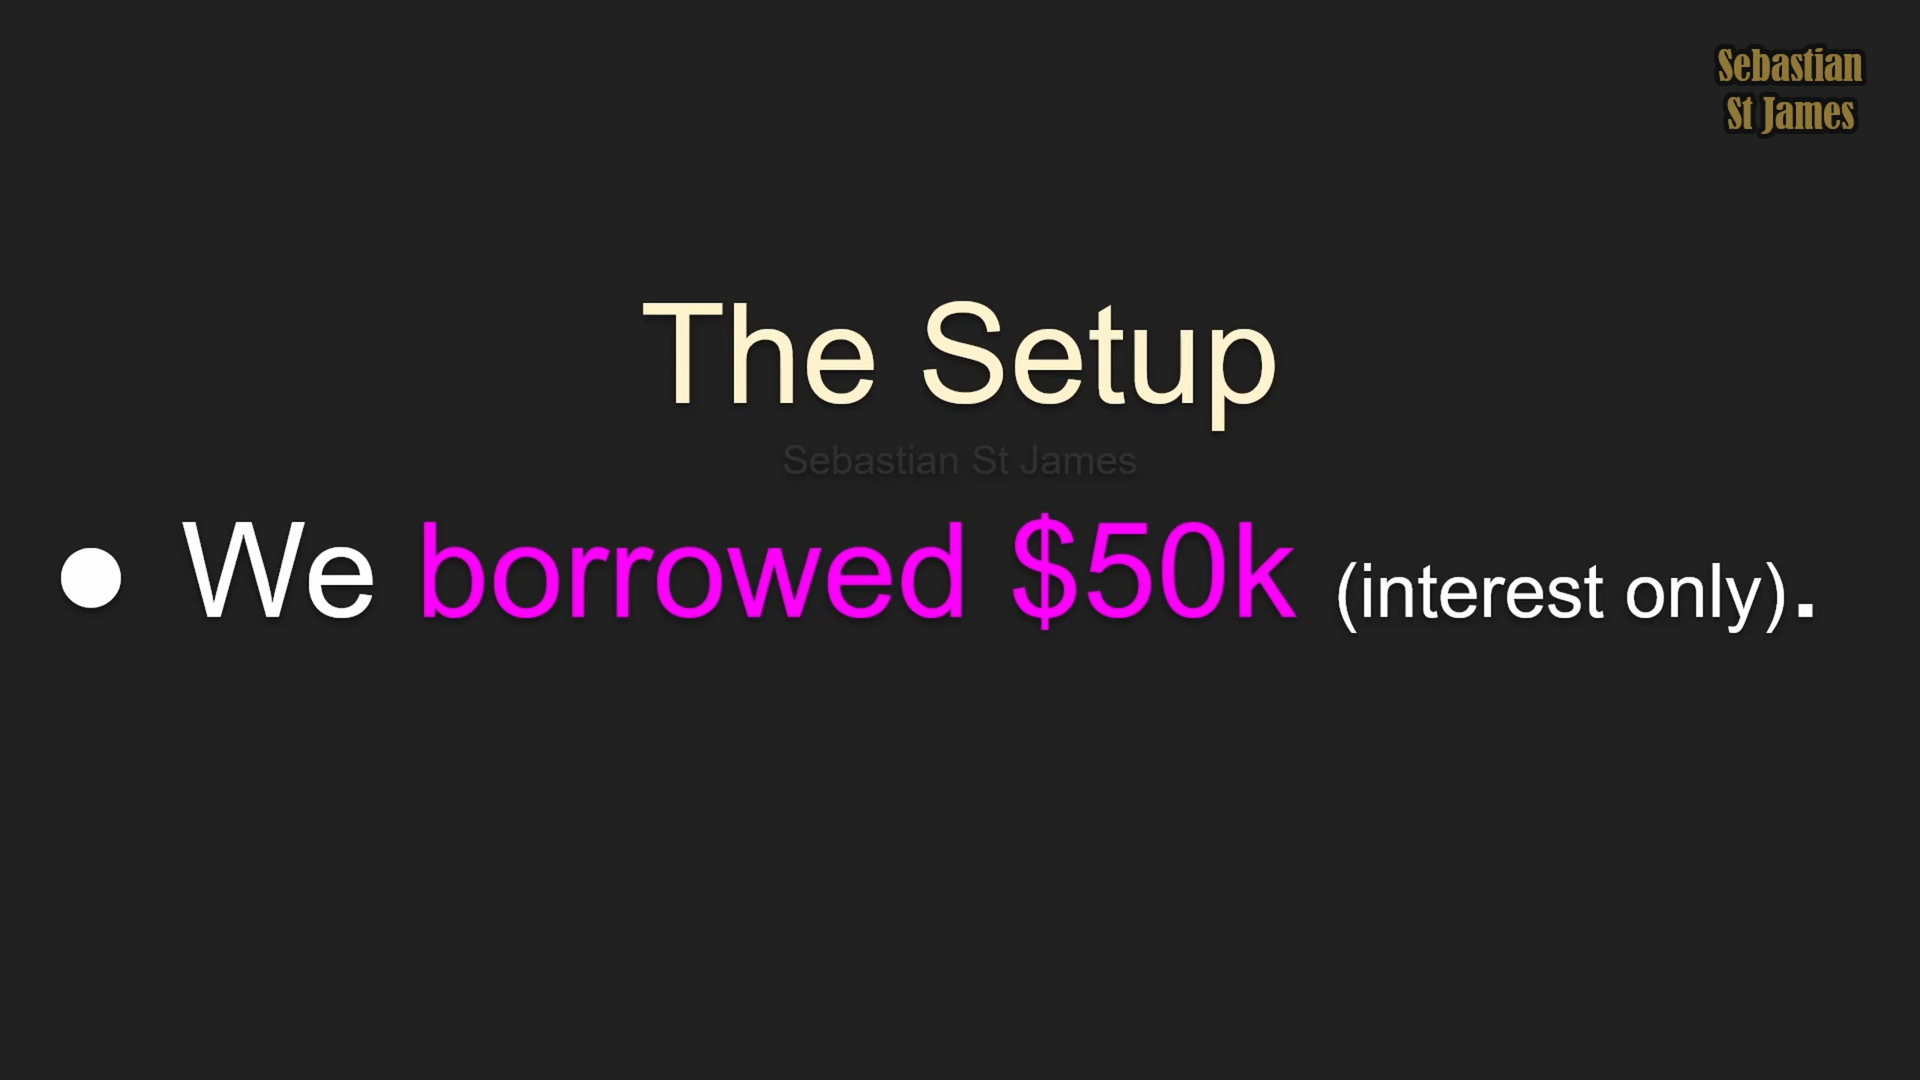 Sebastian
St James
The Setup
Sebastian St James
● We borrowed $50k (interest only).